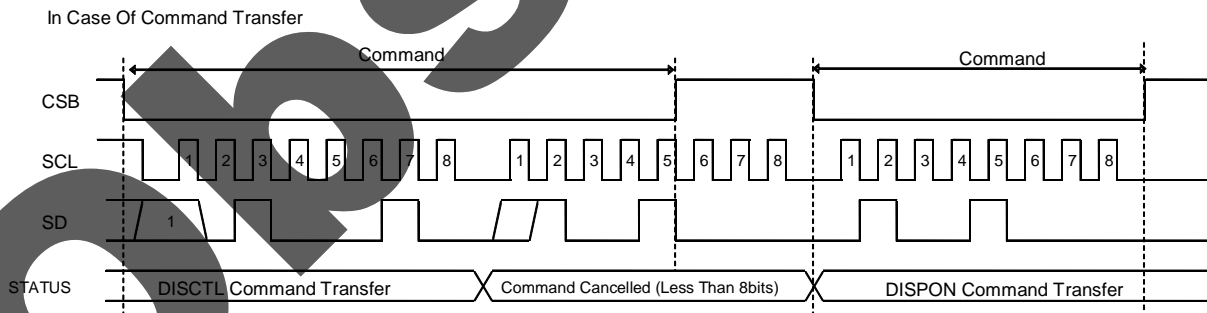 In Case Of Command Transfer
Command Command
CSB
SCL 1 2 3 4 5 6 7 8 1 2 3 4 5 6 7 8 1 2 3 4 5 6 7 8
SD 1
STATUS DISCTL Command Transfer Command Cancelled (Less Than 8bits) DISPON Command Transfer